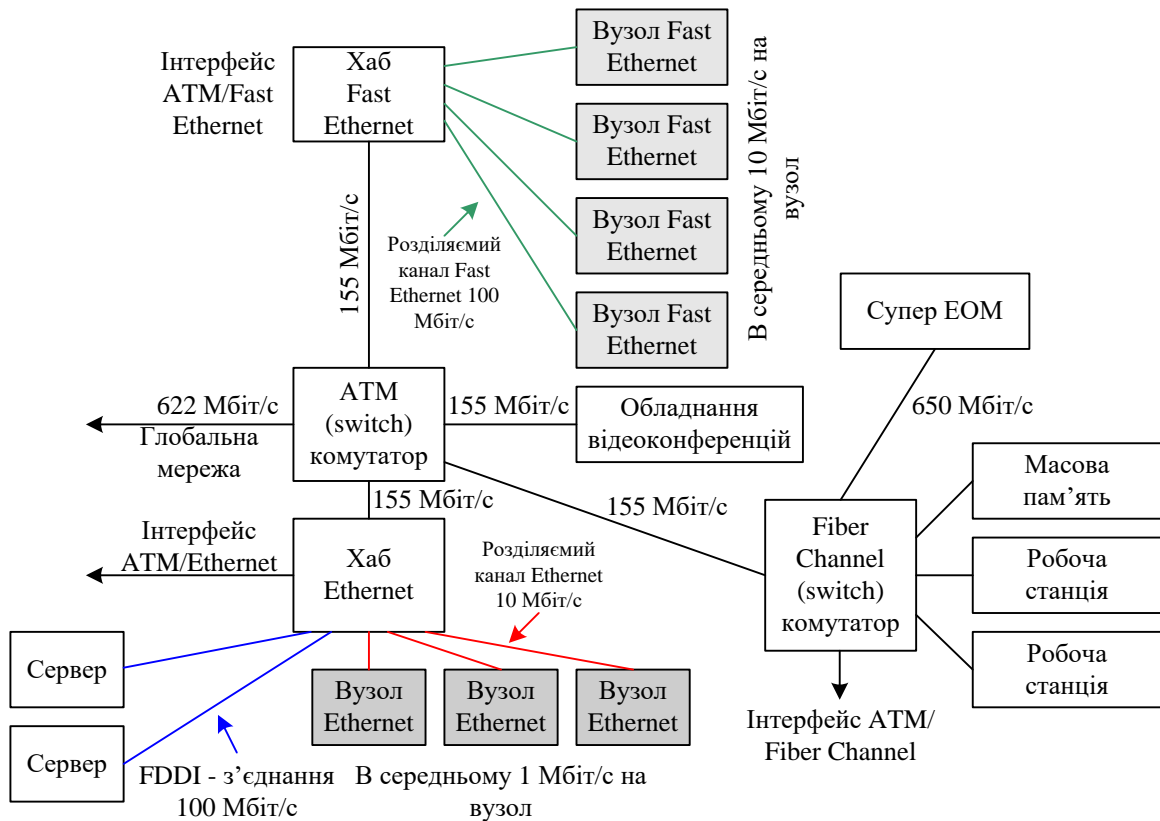 Інтерфейс
ATM/Fast
Ethernet
Хаб
Fast
Ethernet
Вузол Fast
Ethernet
Вузол Fast
Ethernet
Вузол Fast
Ethernet
Вузол Fast
Ethernet
В середньому 10 Мбіт/с на
вузол
155 Мбіт/с
Розділяємий
канал Fast
Ethernet 100
Мбіт/с
Супер ЕОМ
650 Мбіт/с
622 Мбіт/с
Глобальна
мережа
ATM
(switch)
комутатор
155 Мбіт/с
Обладнання
відеоконференцій
155 Мбіт/с
155 Мбіт/с
Інтерфейс
ATM/Ethernet
Хаб
Ethernet
Розділяємий
канал Ethernet
10 Мбіт/с
Fiber
Channel
(switch)
комутатор
Масова
пам’ять
Робоча
станція
Робоча
станція
Сервер
Сервер
Вузол
Ethernet
Вузол
Ethernet
Вузол
Ethernet
FDDI - з’єднання
100 Мбіт/с
В середньому 1 Мбіт/с на
вузол
Інтерфейс ATM/
Fiber Channel